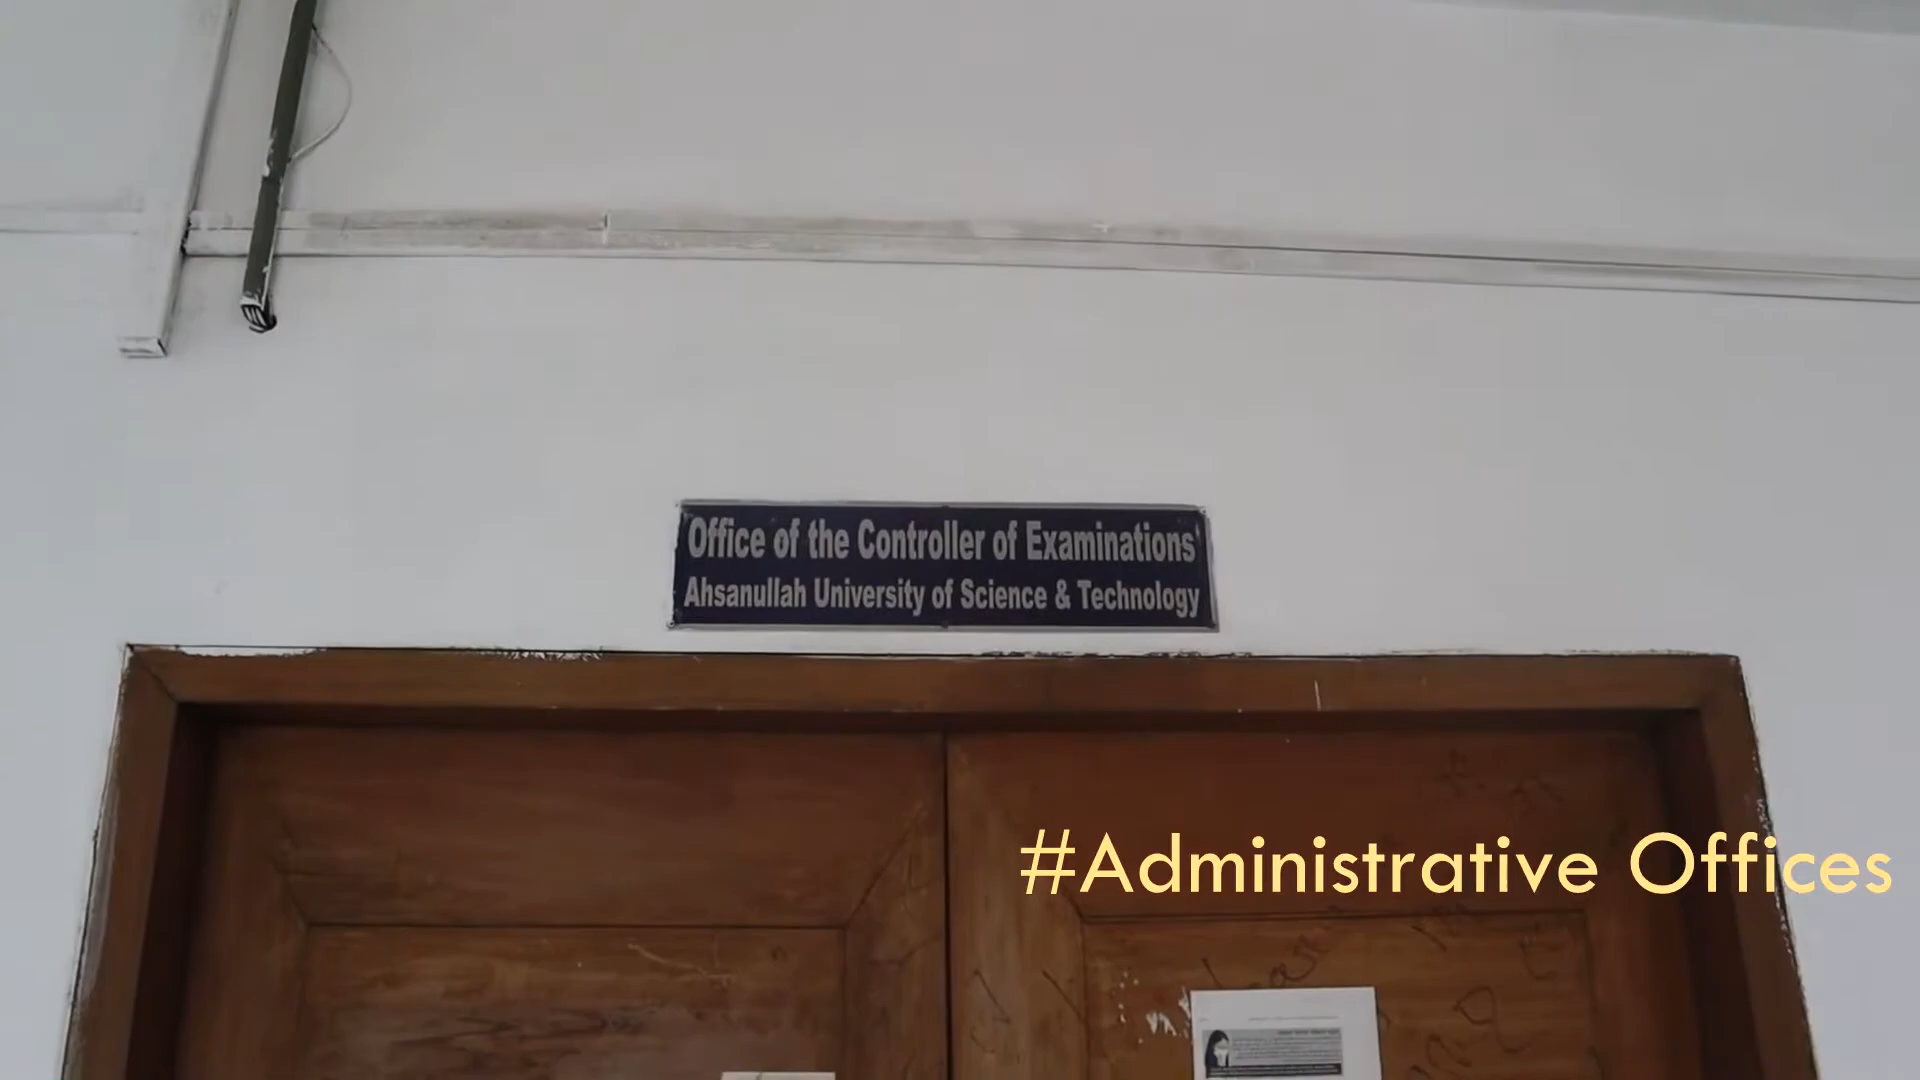 Office of the Controller of Examinations
Ahsanullah University of Science & Technology
#Administrative Offices